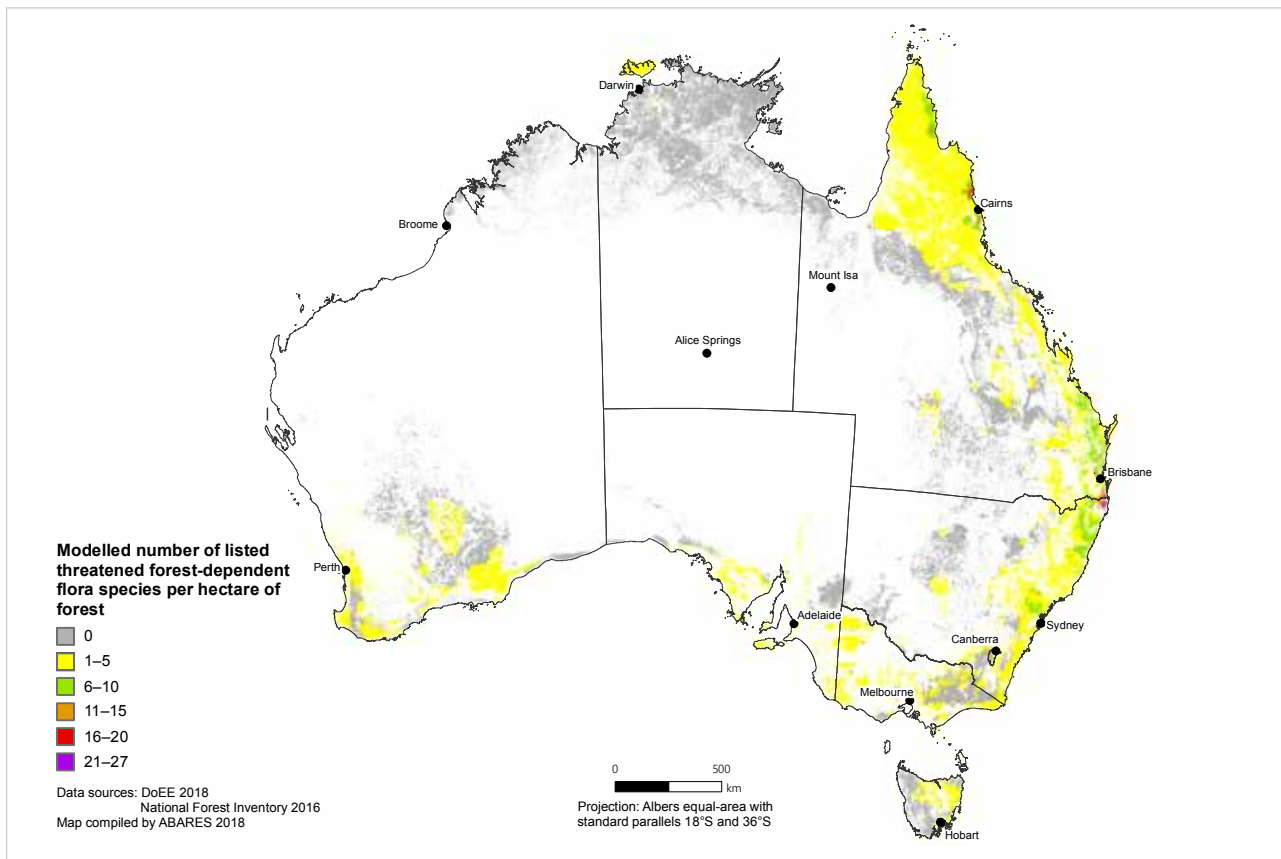 Darwin
Cairns
Broome
Mount Isa
Alice Springs
Brisbane
Perth
Adelaide
Sydney
Canberra
Melbourne
Hobart
Modelled number of listed
threatened forest-dependent
flora species per hectare of
forest
0
1–5
6–10
11–15
16–20
21–27
Data sources: DoEE 2018
National Forest Inventory 2016
Map compiled by ABARES 2018
0 500
km
Projection: Albers equal-area with
standard parallels 18°S and 36°S